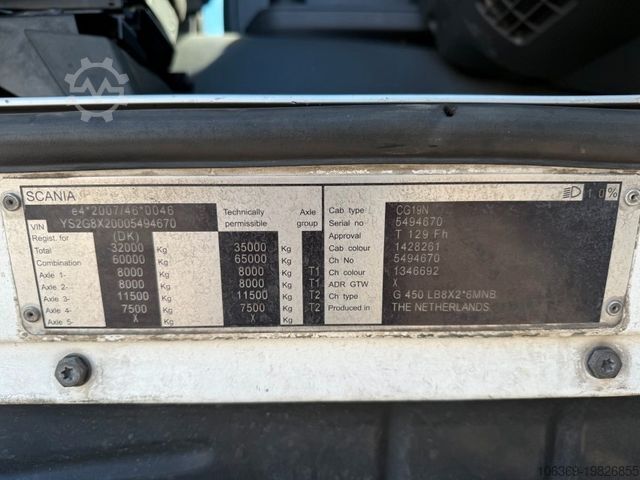 SCANIA 1.0%
e4*2007/46*0046
VIN YS2G8X20005494670 Technically permissible Axle group
Regist. for (DK)
Total 32000 Kg 35000 Kg
Combination 60000 Kg 65000 Kg
Axle 1- 8000 Kg 8000 Kg T1
Axle 2- 8000 Kg 8000 Kg T1
Axle 3- 11500 Kg 11500 Kg T2
Axle 4- 7500 Kg 7500 Kg T2
Axle 5- X Kg X Kg
Cab type CG19N
Serial no 5494670
Approval T 129 Fh
Cab colour 1428261
Ch No 5494670
Ch colour 1346692
ADR GTW X
Ch type G 450 LB8X2*6MNB
Produced in THE NETHERLANDS
106369-19826855